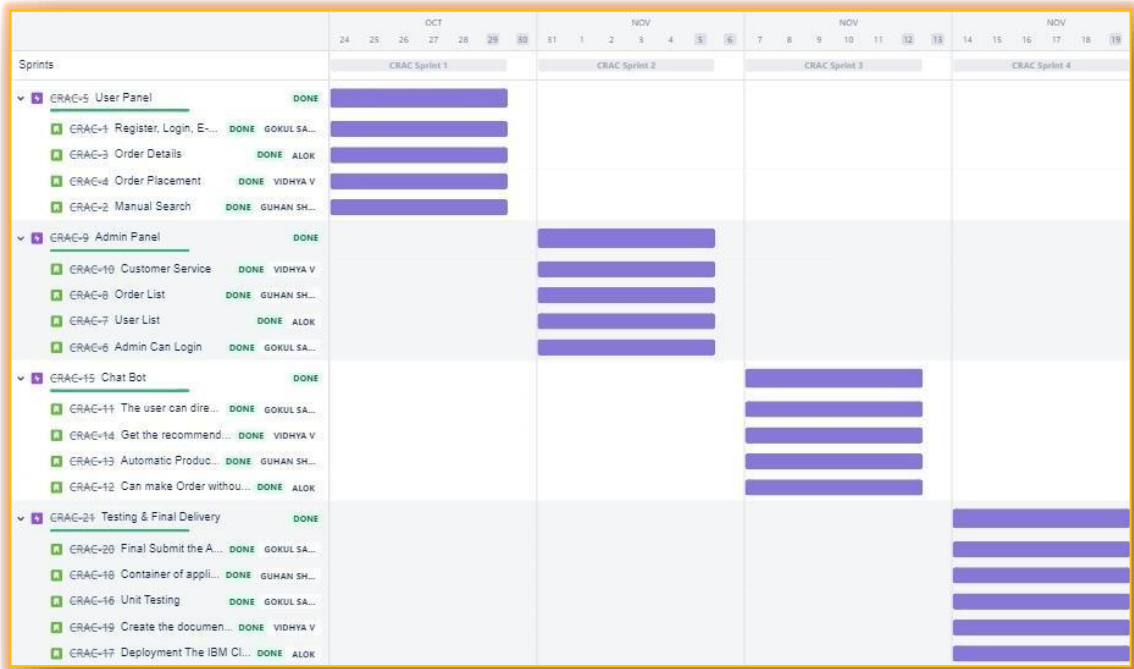 OCT NOV NOV NOV
24 25 26 27 28 29 30 31 1 2 3 4 5 6 7 8 9 10 11 12 13 14 15 16 17 18 19
Sprints CRAC Sprint 1 CRAC Sprint 2 CRAC Sprint 3 CRAC Sprint 4
CRAC-5 User Panel DONE
CRAC-1 Register, Login, E-... DONE GOKUL SA...
CRAC-3 Order Details DONE ALOK
CRAC-4 Order Placement DONE VIDHYA V
CRAC-2 Manual Search DONE GUHAN SH...
CRAC-9 Admin Panel DONE
CRAC-10 Customer Service DONE VIDHYA V
CRAC-8 Order List DONE GUHAN SH...
CRAC-7 User List DONE ALOK
CRAC-6 Admin Can Login DONE GOKUL SA...
CRAC-15 Chat Bot DONE
CRAC-11 The user can dire... DONE GOKUL SA...
CRAC-14 Get the recommend... DONE VIDHYA V
CRAC-13 Automatic Produc... DONE GUHAN SH...
CRAC-12 Can make Order withou... DONE ALOK
CRAC-21 Testing & Final Delivery DONE
CRAC-20 Final Submit the A... DONE GOKUL SA...
CRAC-18 Container of appli... DONE GUHAN SH...
CRAC-16 Unit Testing DONE GOKUL SA...
CRAC-19 Create the documen... DONE VIDHYA V
CRAC-17 Deployment The IBM Cl... DONE ALOK